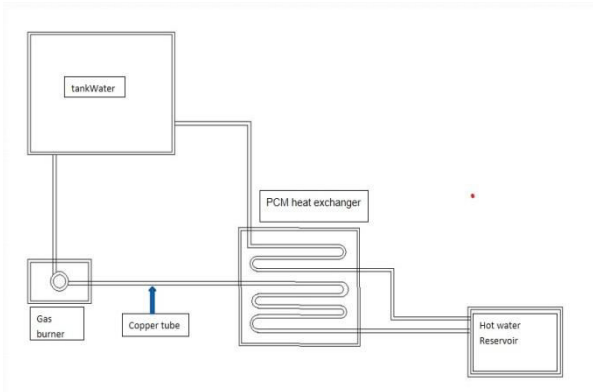 tankWater
PCM heat exchanger
Gas
burner
Copper tube
Hot water
Reservoir